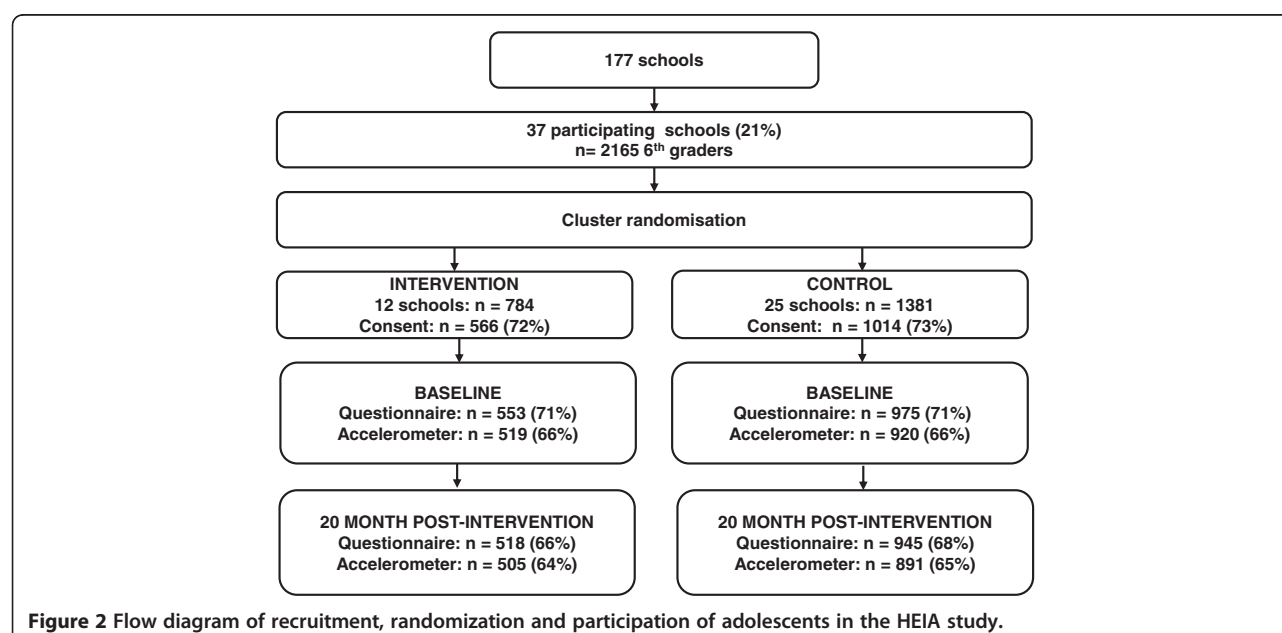 177 schools
37 participating schools (21%)
n= 2165 6th graders
Cluster randomisation
INTERVENTION
12 schools: n = 784
Consent: n = 566 (72%)
CONTROL
25 schools: n = 1381
Consent: n = 1014 (73%)
BASELINE
Questionnaire: n = 553 (71%)
Accelerometer: n = 519 (66%)
BASELINE
Questionnaire: n = 975 (71%)
Accelerometer: n = 920 (66%)
20 MONTH POST-INTERVENTION
Questionnaire: n = 518 (66%)
Accelerometer: n = 505 (64%)
20 MONTH POST-INTERVENTION
Questionnaire: n = 945 (68%)
Accelerometer: n = 891 (65%)
Figure 2 Flow diagram of recruitment, randomization and participation of adolescents in the HEIA study.